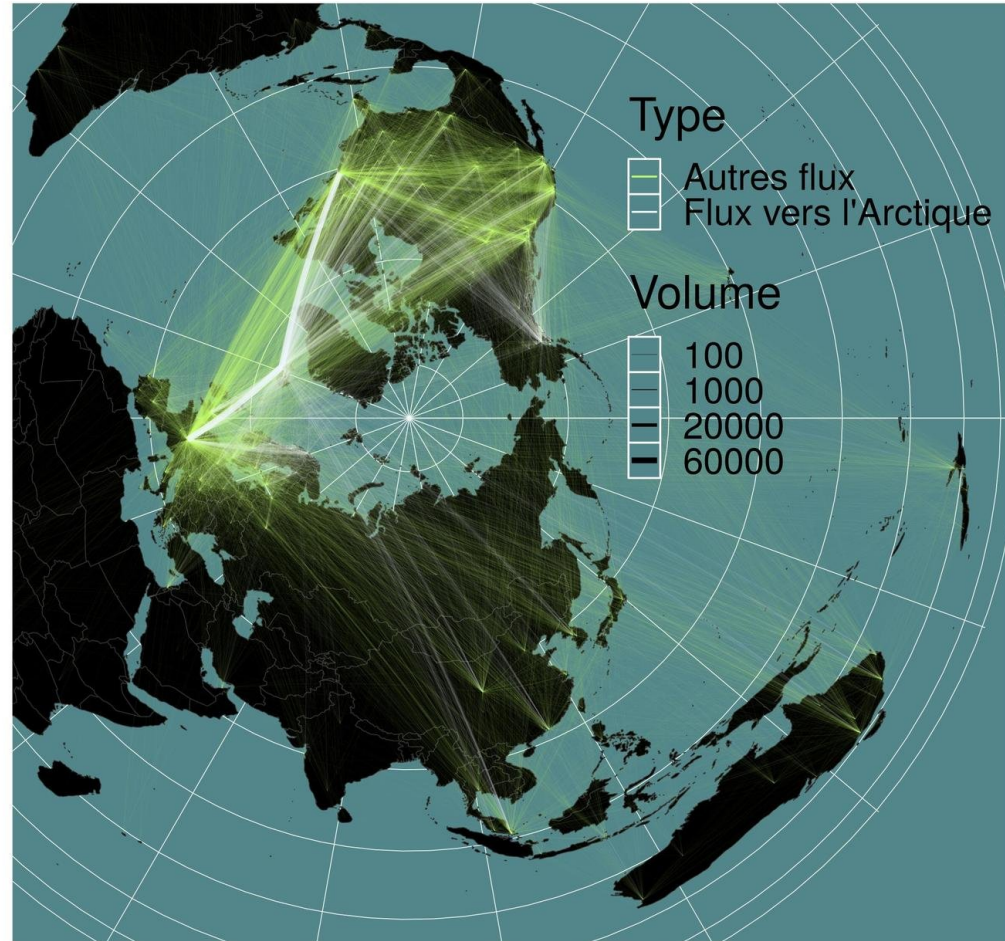 Type
Autres flux
Flux vers l'Arctique
Volume
100
1000
20000
60000